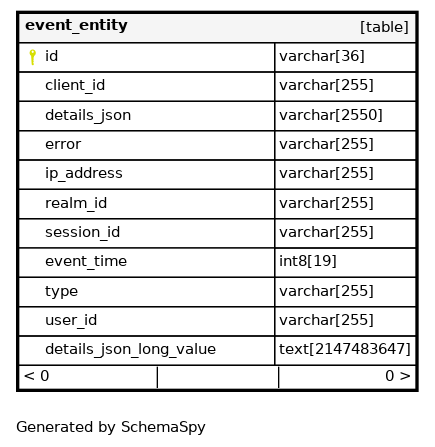 event_entity [table]
id varchar[36]
client_id varchar[255]
details_json varchar[2550]
error varchar[255]
ip_address varchar[255]
realm_id varchar[255]
session_id varchar[255]
event_time int8[19]
type varchar[255]
user_id varchar[255]
details_json_long_value text[2147483647]
< 0 0 >
Generated by SchemaSpy